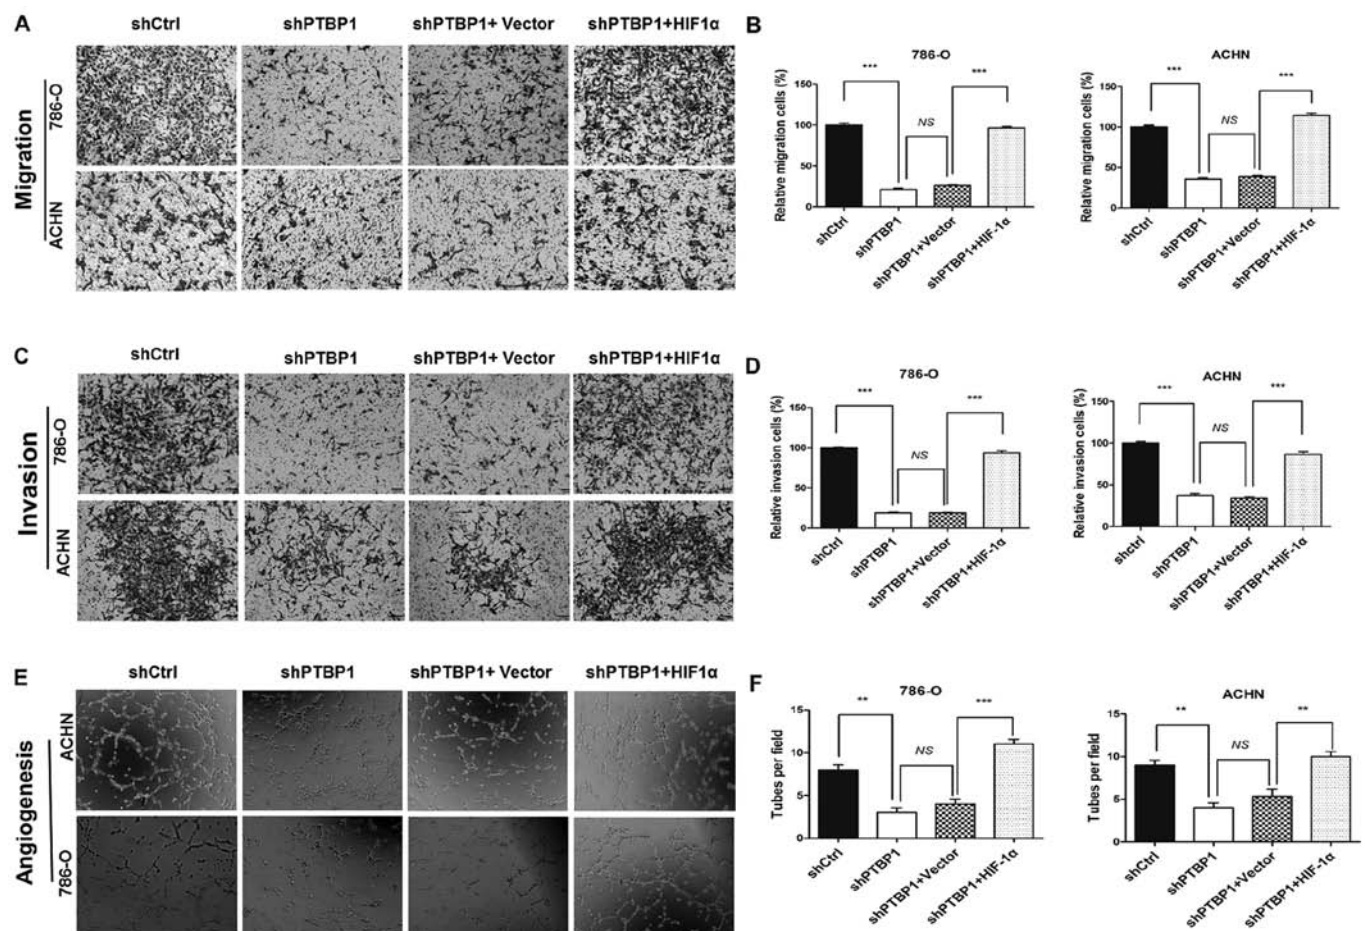 A
shCtrl
shPTBP1
shPTBP1+ Vector
shPTBP1+HIF1α
Migration
786-O
ACHN
B
786-O
Relative migration cells (%)
150
100
50
0
***
NS
***
shCtrl
shPTBP1
shPTBP1+Vector
shPTBP1+HIF-1α
ACHN
Relative migration cells (%)
150
100
50
0
***
NS
***
shCtrl
shPTBP1
shPTBP1+Vector
shPTBP1+HIF-1α
C
shCtrl
shPTBP1
shPTBP1+ Vector
shPTBP1+HIF1α
Invasion
786-O
ACHN
D
786-O
Relative invasion cells (%)
150
100
50
0
***
NS
***
shCtrl
shPTBP1
shPTBP1+Vector
shPTBP1+HIF-1α
ACHN
Relative invasion cells (%)
150
100
50
0
***
NS
***
shctrl
shPTBP1
shPTBP1+Vector
shPTBP1+HIF-1α
E
shCtrl
shPTBP1
shPTBP1+ Vector
shPTBP1+HIF1α
Angiogenesis
ACHN
786-O
F
786-O
Tubes per field
15
10
5
0
**
NS
***
shCtrl
shPTBP1
shPTBP1+Vector
shPTBP1+HIF-1α
ACHN
Tubes per field
15
10
5
0
**
NS
**
shCtrl
shPTBP1
shPTBP1+Vector
shPTBP1+HIF-1α